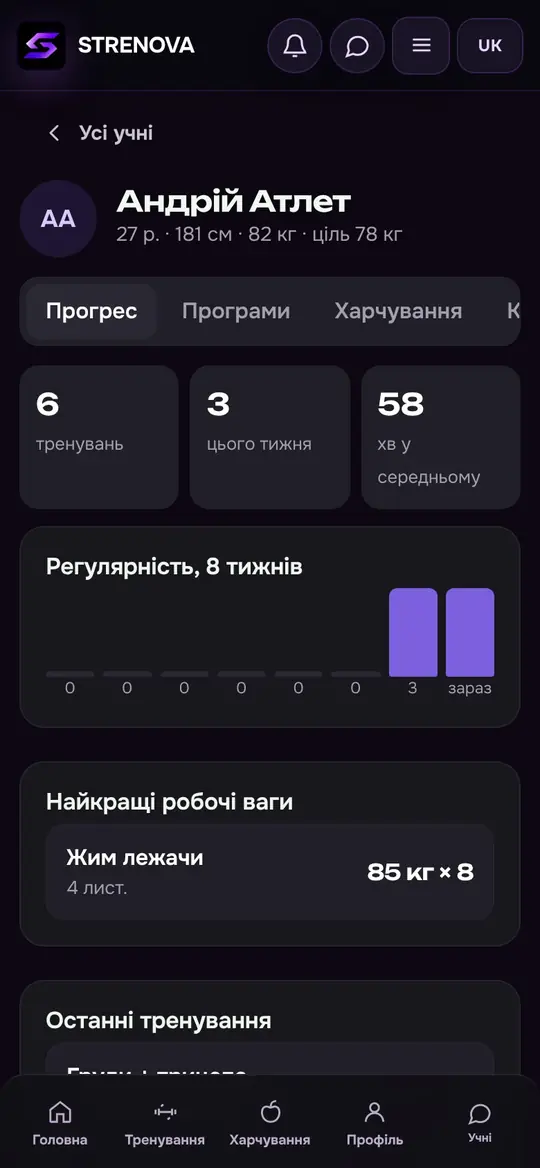 STRENOVA
UK
Усі учні
АА
Андрій Атлет
27 р. · 181 см · 82 кг · ціль 78 кг
Прогрес
Програми
Харчування
6
тренувань
3
цього тижня
58
хв у
середньому
Регулярність, 8 тижнів
0
0
0
0
0
0
3
зараз
Найкращі робочі ваги
Жим лежачи
4 лист.
85 кг × 8
Останні тренування
Головна
Тренування
Харчування
Профіль
Учні